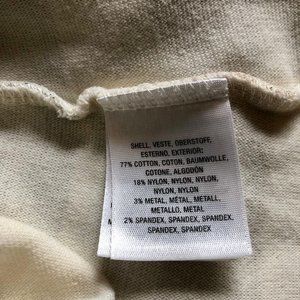 SHELL, VESTE, OBERSTOFF,
ESTERNO, EXTERIOR:
77% COTTON, COTON, BAUMWOLLE,
COTONE, ALGODÓN
18% NYLON, NYLON, NYLON,
NYLON, NYLON
3% METAL, MÉTAL, METALL,
METALLO, METAL
2% SPANDEX, SPANDEX, SPANDEX,
SPANDEX, SPANDEX